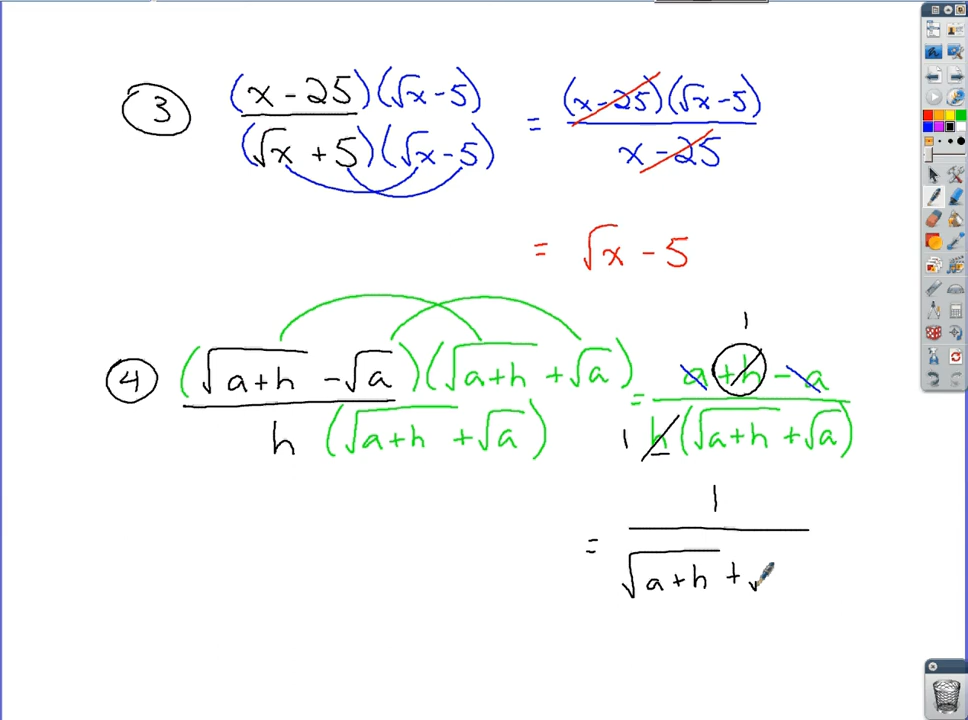 ③ (x - 25)(√x - 5) / (√x + 5)(√x - 5) = (x - 25)(√x - 5) / x - 25
= √x - 5
④ (√a+h - √a)(√a+h + √a) / h (√a+h + √a) = 1 a + h - a / 1 h (√a+h + √a)
= 1 / √a+h + √